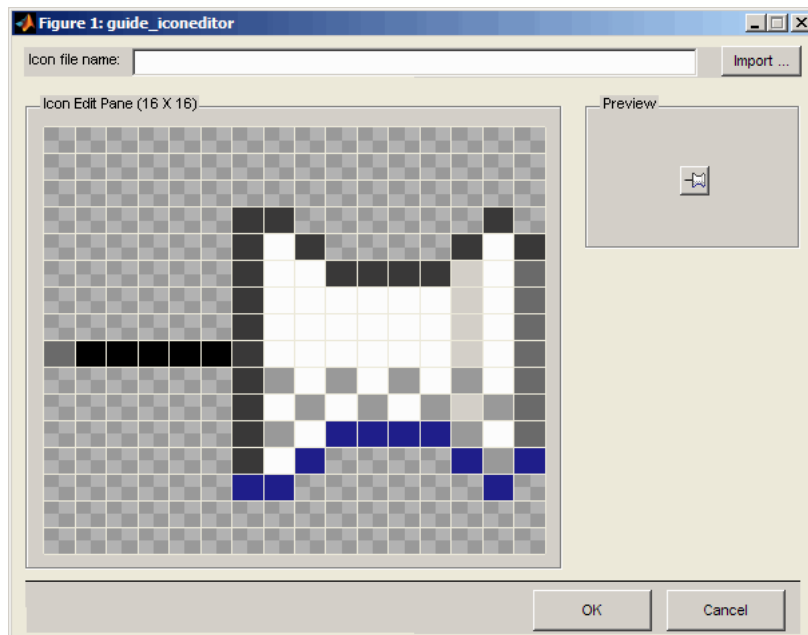 Figure 1: guide_iconeditor
Icon file name:
Import ...
Icon Edit Pane (16 X 16)
Preview
OK
Cancel